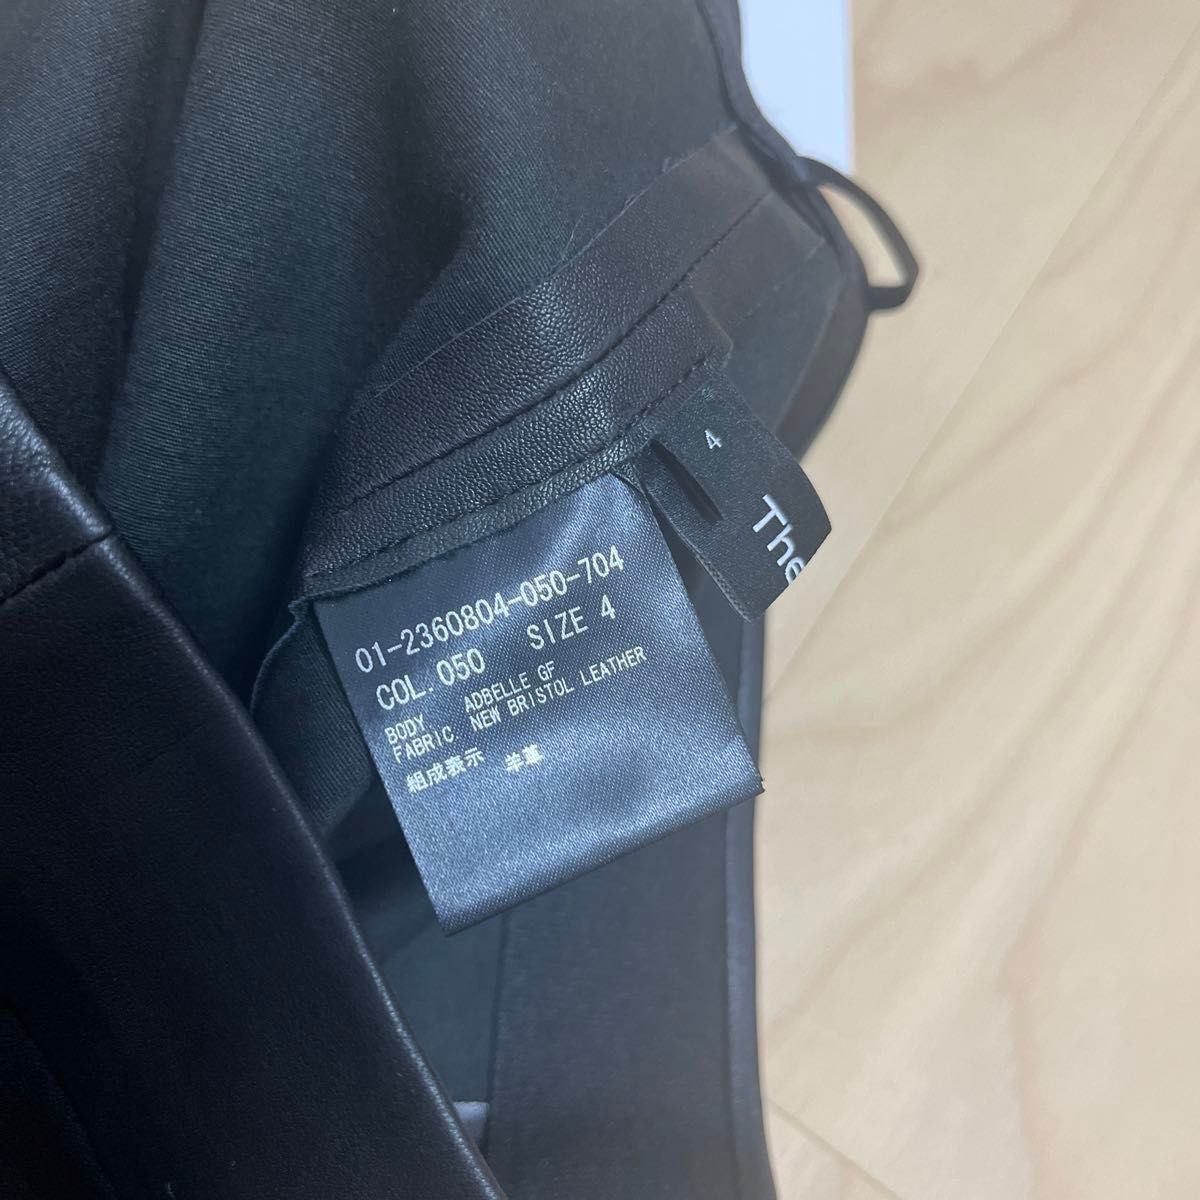 4
The
01-2360804-050-704
COL. 050 SIZE 4
BODY ADBELLE GF
FABRIC NEW BRISTOL LEATHER
組成表示 羊革